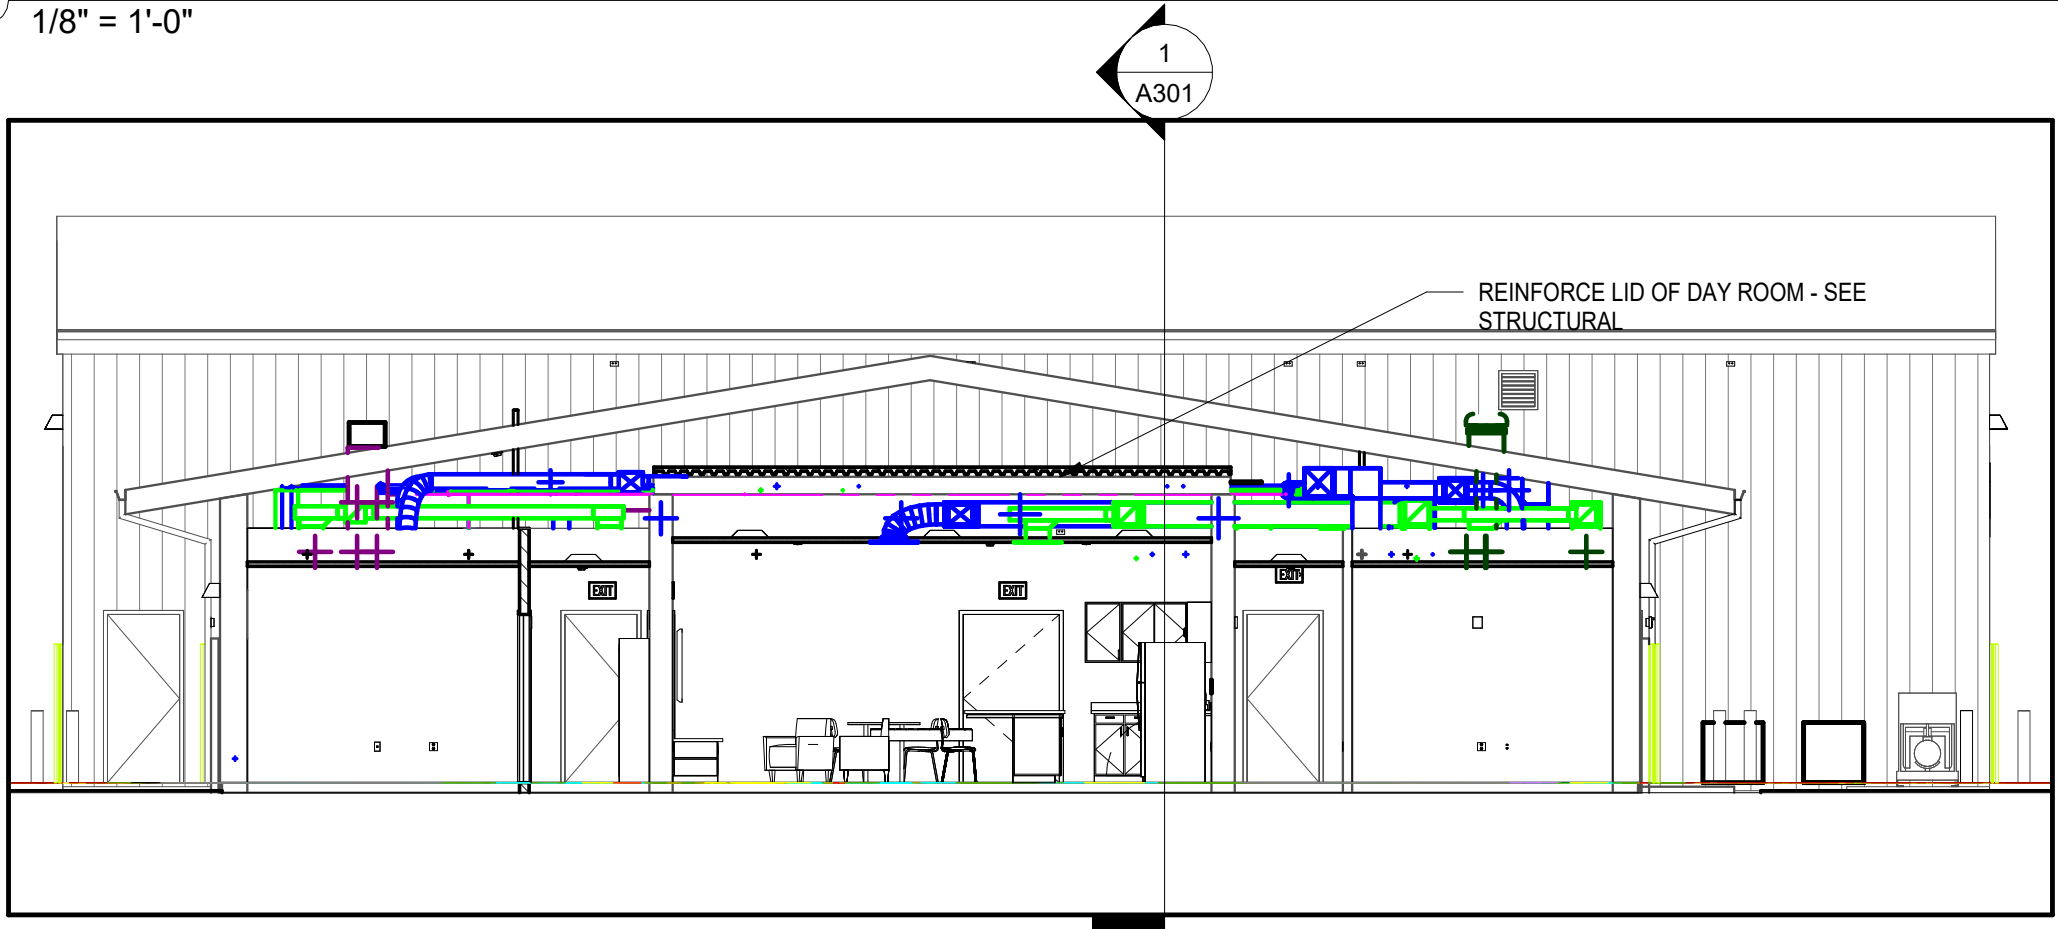 1/8" = 1'-0"
1
A301
REINFORCE LID OF DAY ROOM - SEE
STRUCTURAL
EXIT
EXIT
EXIT